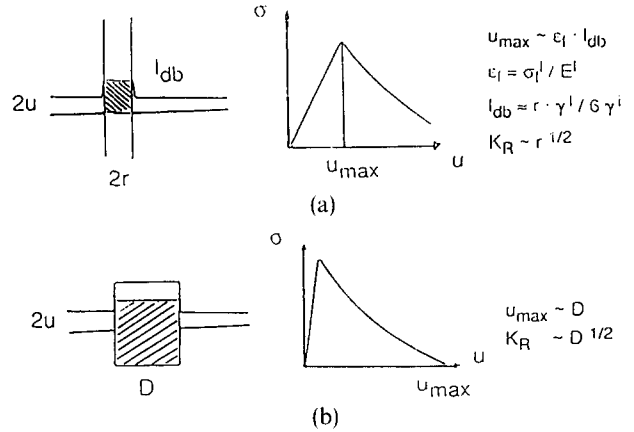 l_db
2u
2r
σ
u_max
u
u_max ~ ε_f · l_db
ε_f = σ_f^l / E^l
l_db = r · γ^l / 6 γ^i
K_R ~ r^1/2
(a)
2u
D
σ
u
u_max
u_max ~ D
K_R ~ D^1/2
(b)